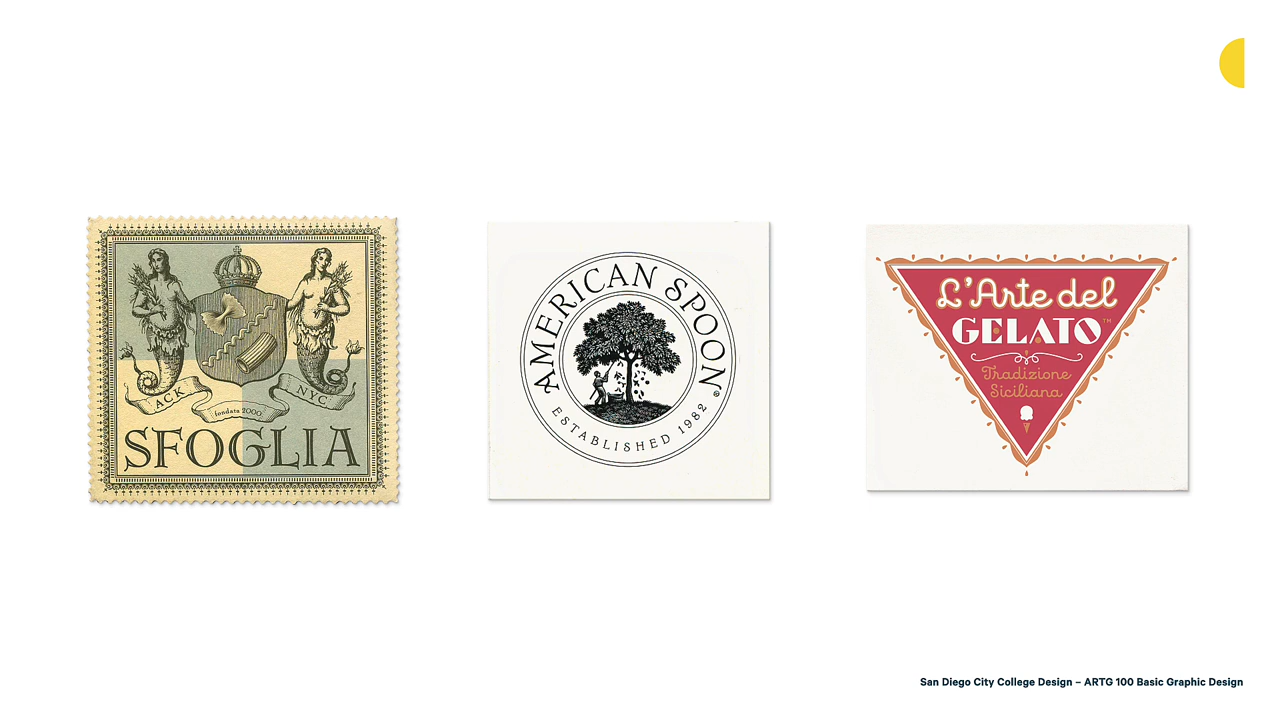 ACK
NYC
fondata 2000
SFOGLIA
AMERICAN SPOON®
ESTABLISHED 1982
L'Arte del
GELATO™
Tradizione
Siciliana
San Diego City College Design – ARTG 100 Basic Graphic Design